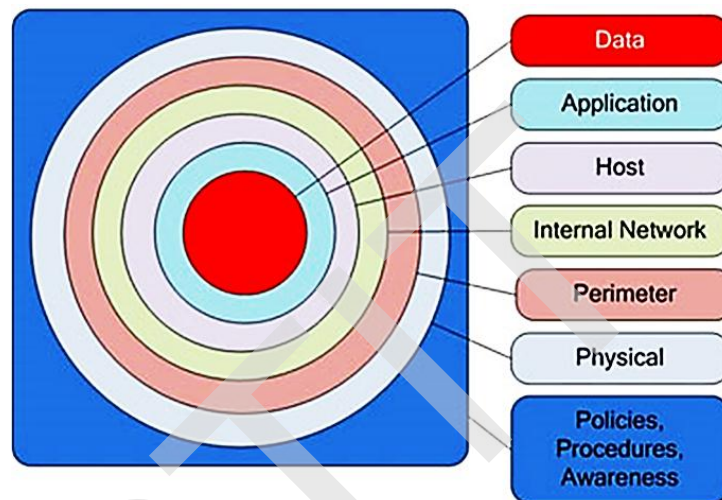 Data
Application
Host
Internal Network
Perimeter
Physical
Policies,
Procedures,
Awareness